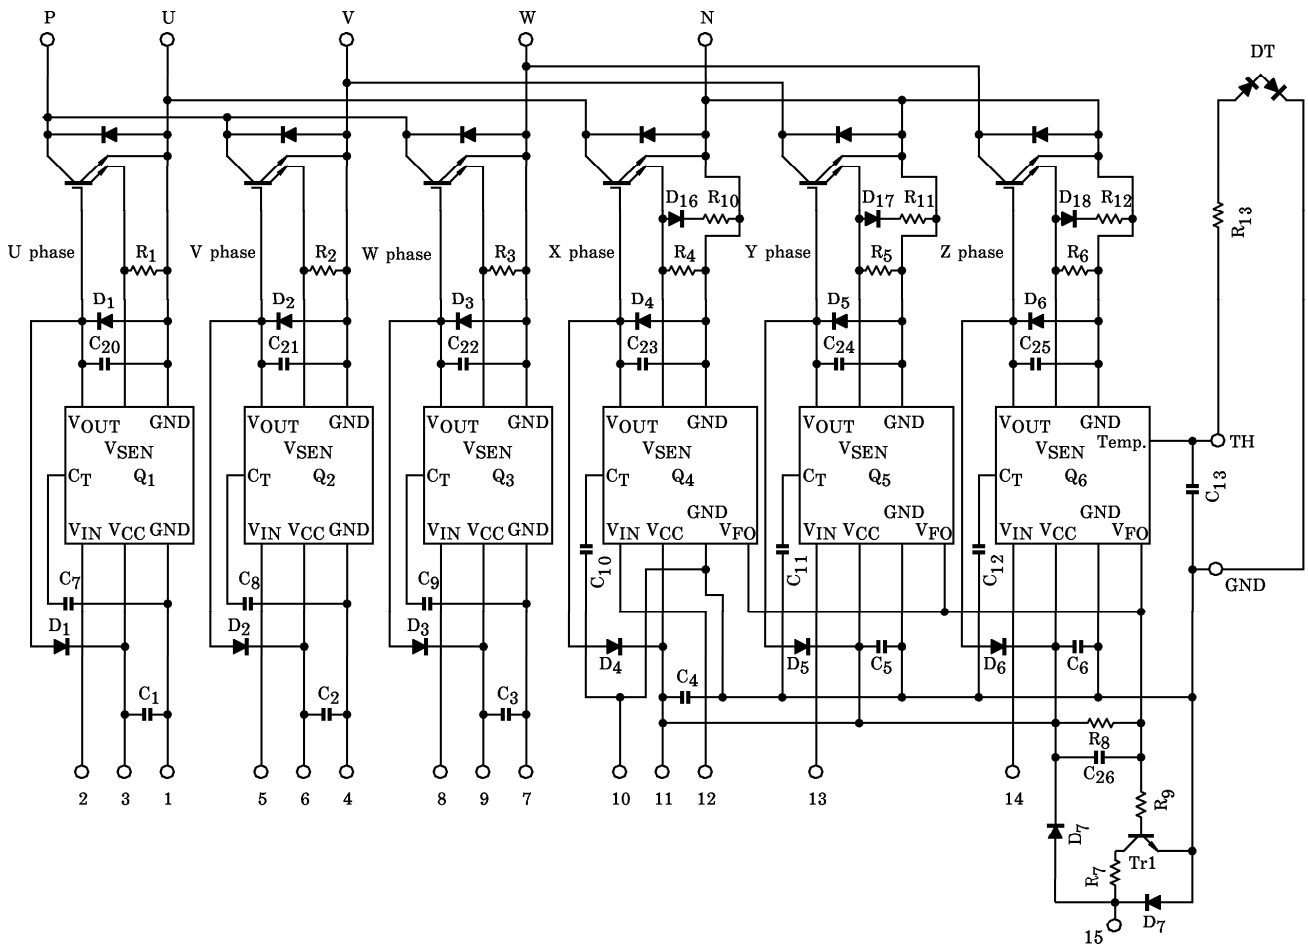 P U V W N
DT
D16 R10 D17 R11 D18 R12
R13
U phase R1 V phase R2 W phase R3 X phase R4 Y phase R5 Z phase R6
D1 D2 D3 D4 D5 D6
C20 C21 C22 C23 C24 C25
VOUT GND VOUT GND VOUT GND VOUT GND VOUT GND VOUT GND
VSEN VSEN VSEN VSEN VSEN VSEN Temp. TH
CT Q1 CT Q2 CT Q3 CT Q4 CT Q5 CT Q6
C13
GND GND GND
VIN VCC GND VIN VCC GND VIN VCC GND VIN VCC VFO VIN VCC VFO VIN VCC VFO
C10 C11 C12
C7 C8 C9 GND
D1 D2 D3
D4 D5 C5 D6 C6
C1 C2 C3 C4
R8
C26
2 3 1 5 6 4 8 9 7 10 11 12 13 14
R9
D7
Tr1
R7
D7
15